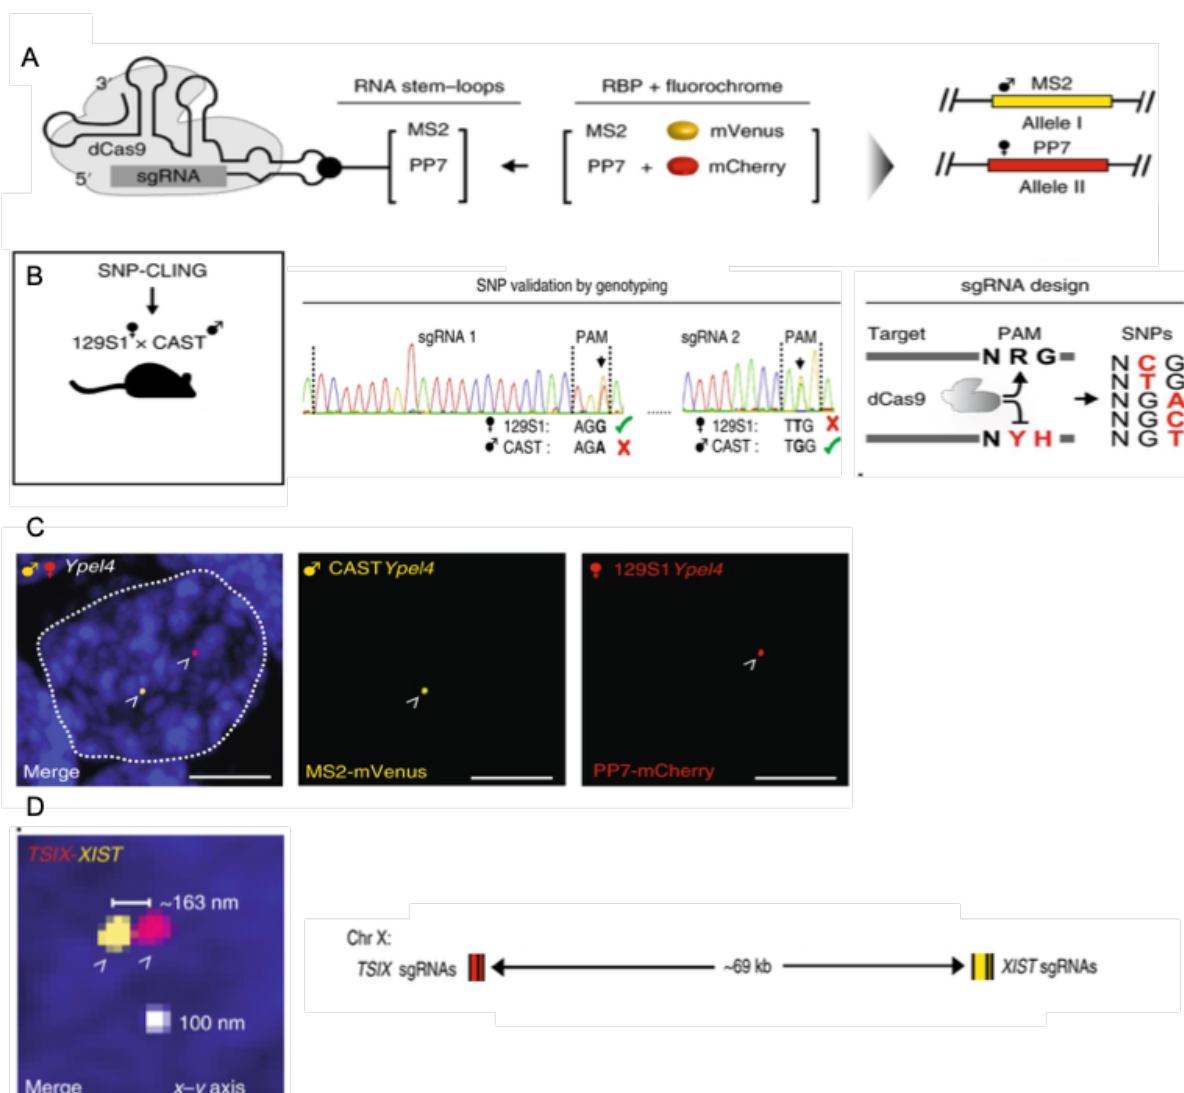 A
3′
dCas9
5′
sgRNA
RNA stem–loops
MS2
PP7
RBP + fluorochrome
MS2 mVenus
PP7 + mCherry
♂ MS2
Allele I
♀ PP7
Allele II
B
SNP-CLING
129S1♀ × CAST♂
SNP validation by genotyping
sgRNA 1
PAM
sgRNA 2
PAM
......
♀ 129S1: AGG ✓
♂ CAST : AGA ✗
♀ 129S1: TTG ✗
♂ CAST : TGG ✓
sgRNA design
Target
PAM
SNPs
N R G
dCas9
N Y H
N C G
N T G
N G A
N G C
N G T
C
♂ ♀ Ypel4
Merge
♂ CAST Ypel4
MS2-mVenus
♀ 129S1 Ypel4
PP7-mCherry
D
TSIX-XIST
~163 nm
100 nm
Merge
x–y axis
Chr X:
TSIX sgRNAs
~69 kb
XIST sgRNAs